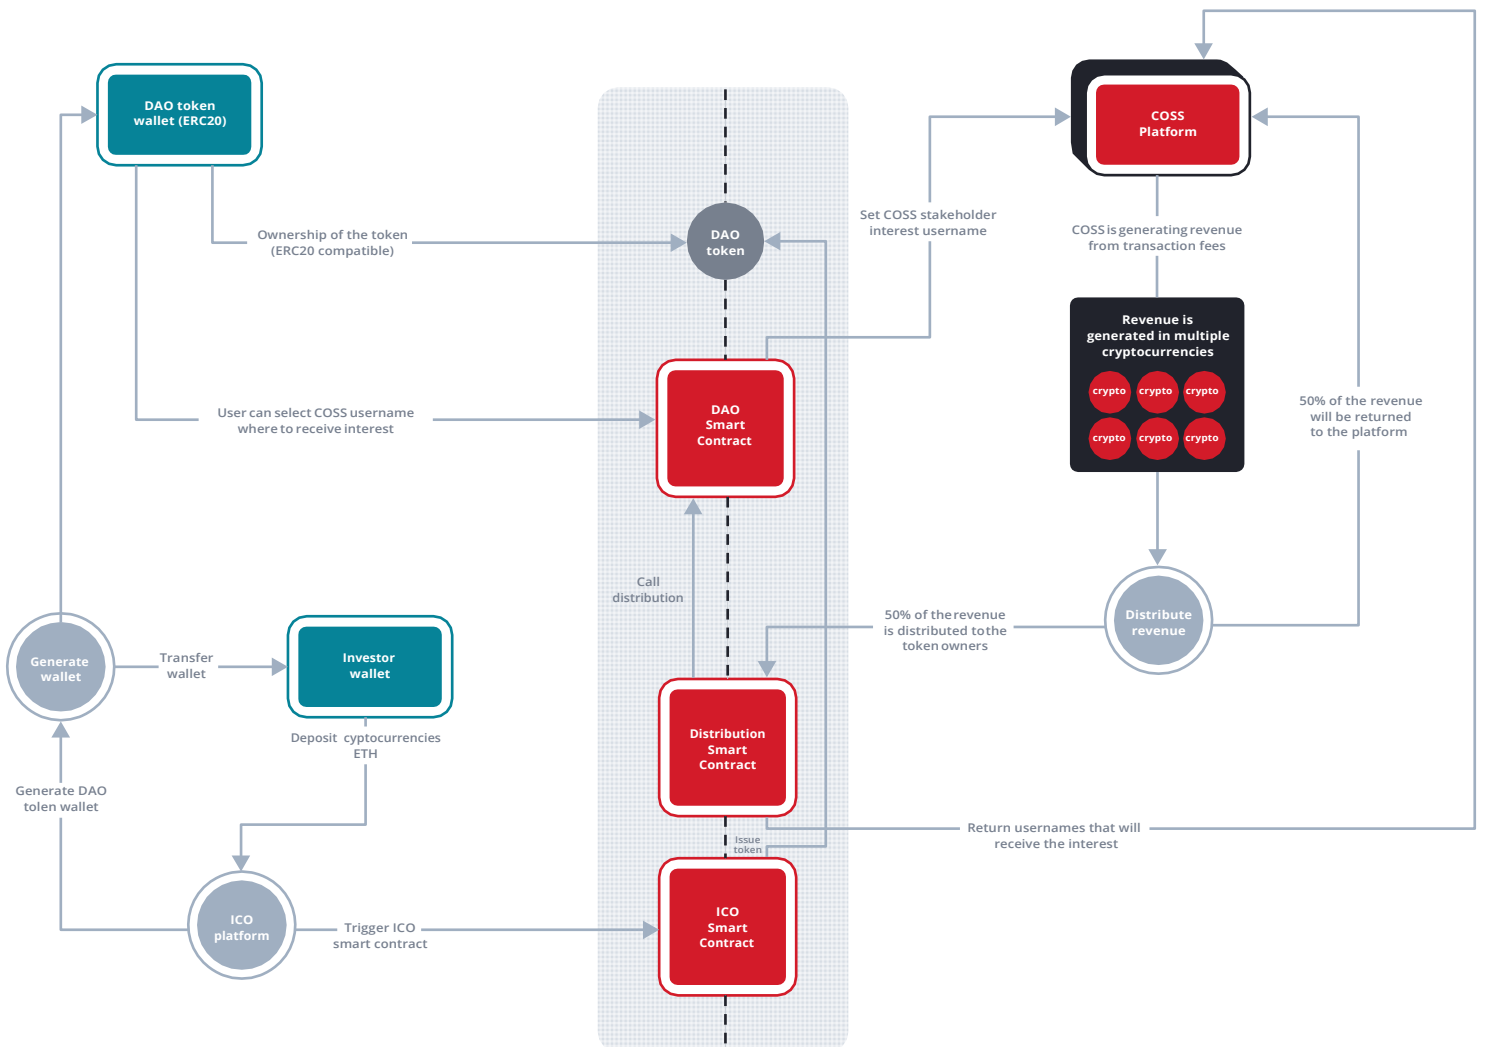 DAO token
wallet (ERC20)
COSS
Platform
DAO
token
Ownership of the token
(ERC20 compatible)
Set COSS stakeholder
interest username
COSS is generating revenue
from transaction fees
Revenue is
generated in multiple
cryptocurrencies
crypto crypto crypto
crypto crypto crypto
50% of the revenue
will be returned
to the platform
DAO
Smart
Contract
User can select COSS username
where to receive interest
Call
distribution
50% of the revenue
is distributed to the
token owners
Distribute
revenue
Generate
wallet
Transfer
wallet
Investor
wallet
Deposit cyptocurrencies
ETH
Distribution
Smart
Contract
Generate DAO
tolen wallet
Issue
token
Return usernames that will
receive the interest
ICO
platform
Trigger ICO
smart contract
ICO
Smart
Contract